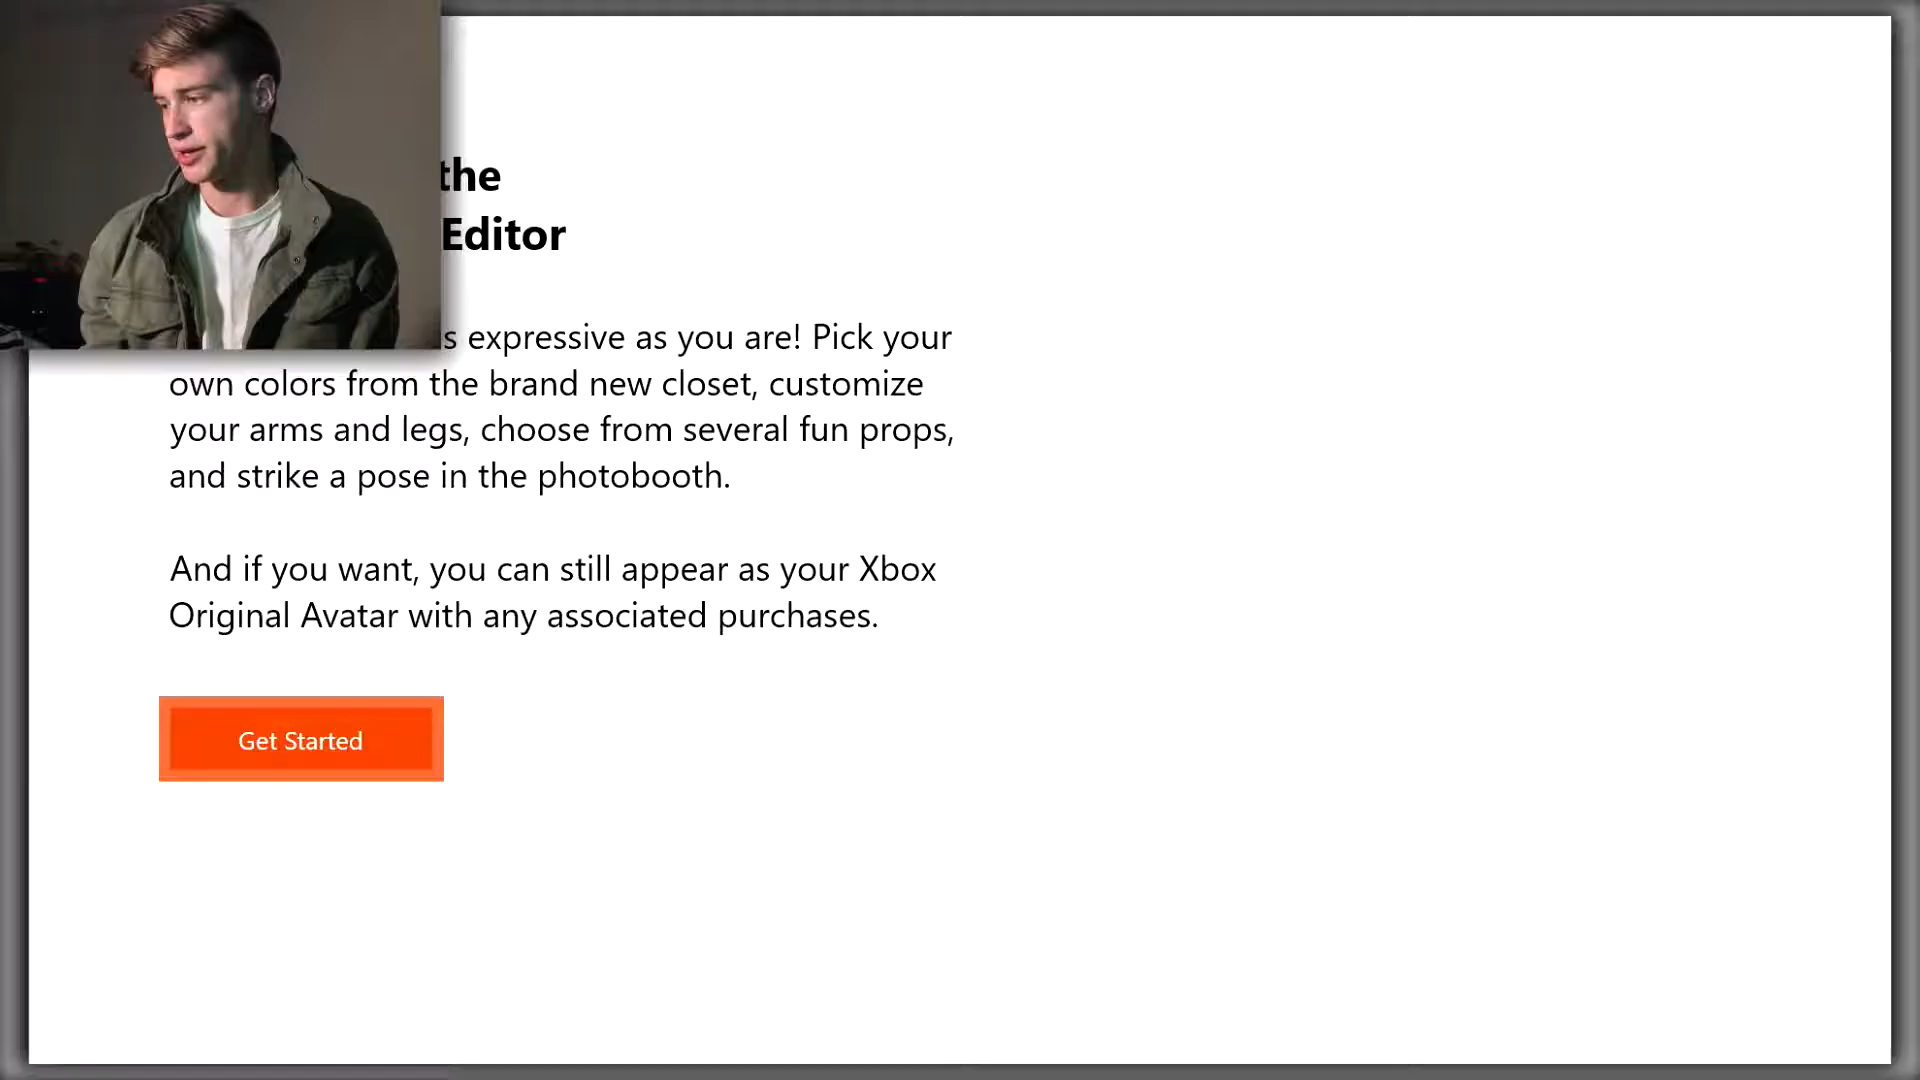 the
Editor
s expressive as you are! Pick your
own colors from the brand new closet, customize
your arms and legs, choose from several fun props,
and strike a pose in the photobooth.
And if you want, you can still appear as your Xbox
Original Avatar with any associated purchases.
Get Started